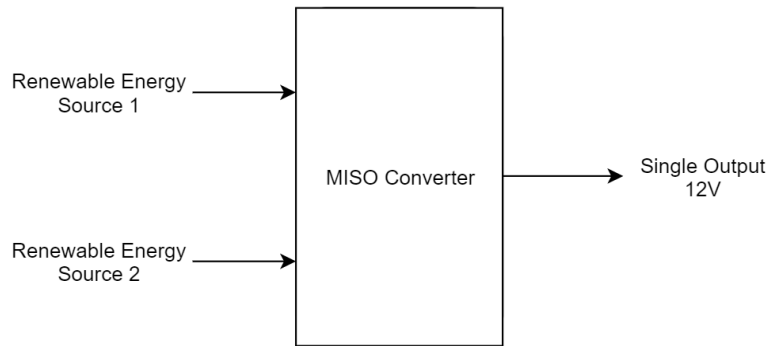 Renewable Energy
Source 1
MISO Converter
Single Output
12V
Renewable Energy
Source 2